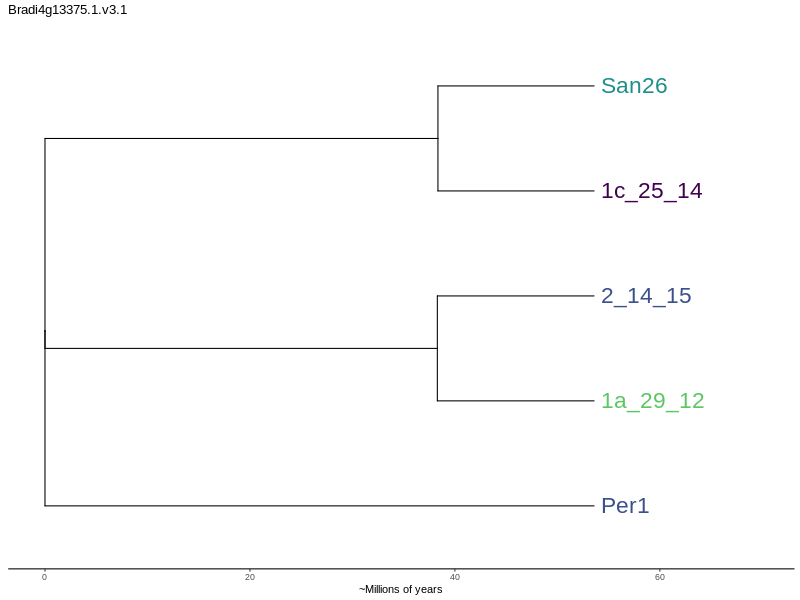 Bradi4g13375.1.v3.1
San26
1c_25_14
2_14_15
1a_29_12
Per1
0 20 40 60
~Millions of years